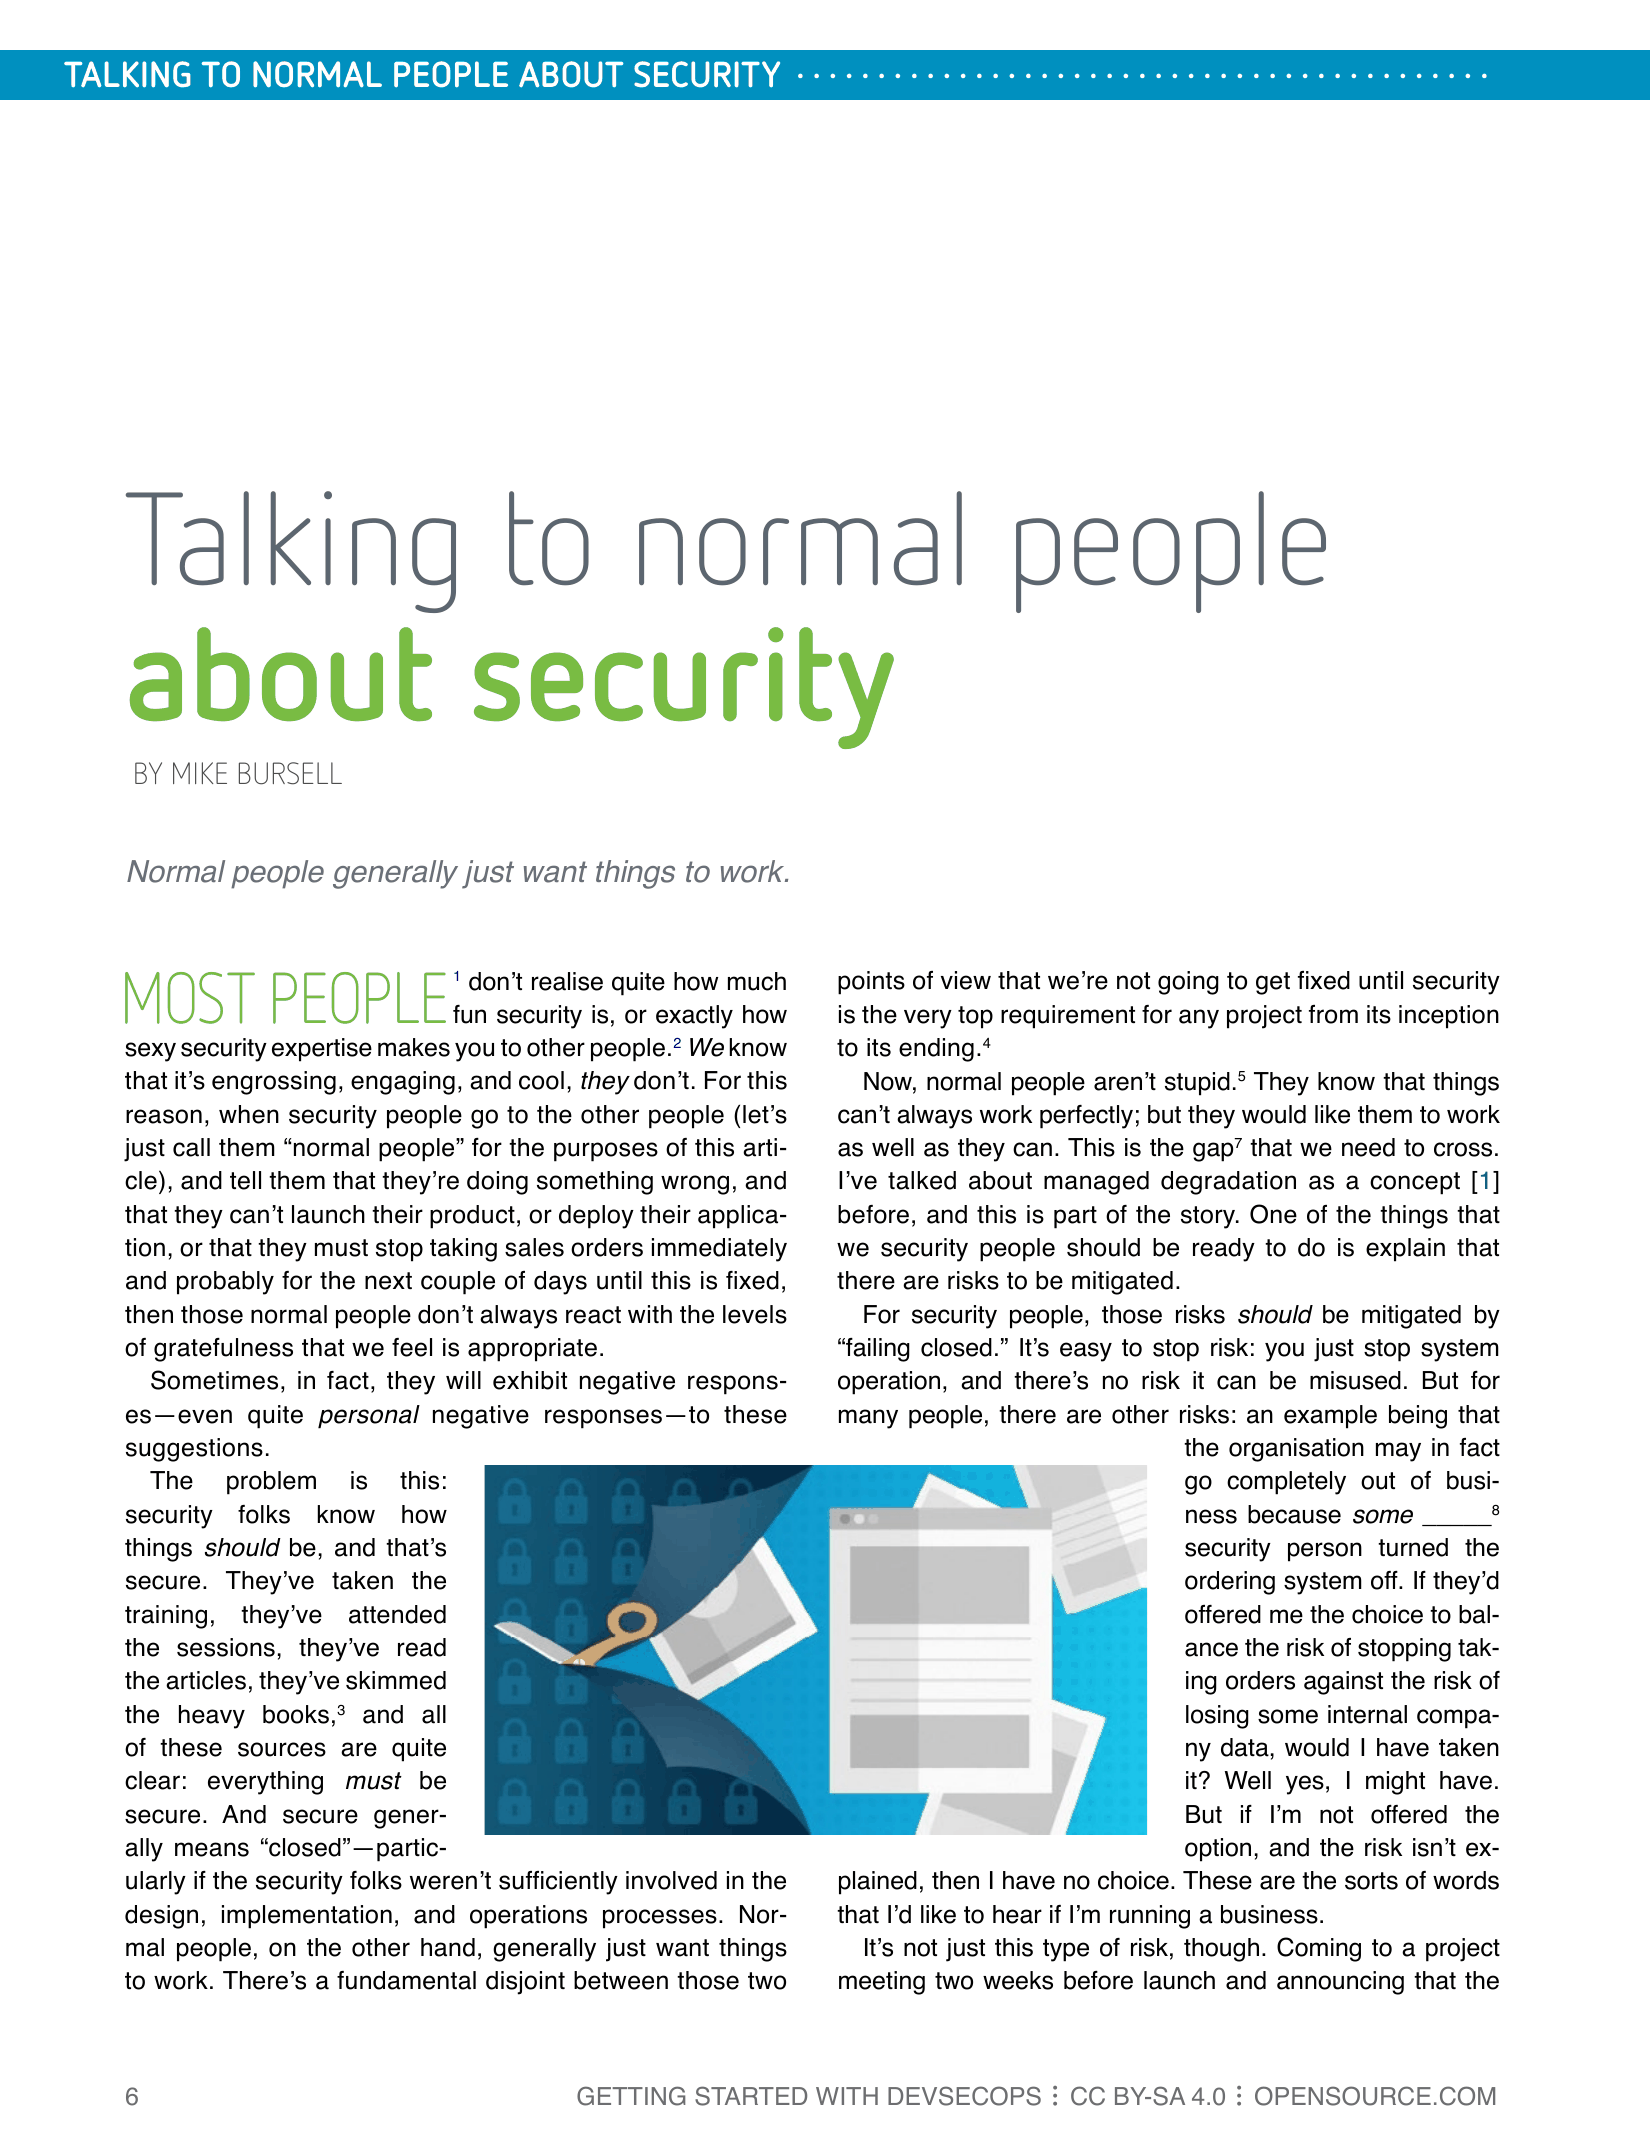 TALKING TO NORMAL PEOPLE ABOUT SECURITY
Talking to normal people
about security
BY MIKE BURSELL
Normal people generally just want things to work.
MOST PEOPLE¹ don’t realise quite how much
fun security is, or exactly how
sexy security expertise makes you to other people.² We know
that it’s engrossing, engaging, and cool, they don’t. For this
reason, when security people go to the other people (let’s
just call them “normal people” for the purposes of this arti-
cle), and tell them that they’re doing something wrong, and
that they can’t launch their product, or deploy their applica-
tion, or that they must stop taking sales orders immediately
and probably for the next couple of days until this is fixed,
then those normal people don’t always react with the levels
of gratefulness that we feel is appropriate.
Sometimes, in fact, they will exhibit negative respons-
es—even quite personal negative responses—to these
suggestions.
The problem is this:
security folks know how
things should be, and that’s
secure. They’ve taken the
training, they’ve attended
the sessions, they’ve read
the articles, they’ve skimmed
the heavy books,³ and all
of these sources are quite
clear: everything must be
secure. And secure gener-
ally means “closed”—partic-
ularly if the security folks weren’t sufficiently involved in the
design, implementation, and operations processes. Nor-
mal people, on the other hand, generally just want things
to work. There’s a fundamental disjoint between those two
points of view that we’re not going to get fixed until security
is the very top requirement for any project from its inception
to its ending.⁴
Now, normal people aren’t stupid.⁵ They know that things
can’t always work perfectly; but they would like them to work
as well as they can. This is the gap⁷ that we need to cross.
I’ve talked about managed degradation as a concept [1]
before, and this is part of the story. One of the things that
we security people should be ready to do is explain that
there are risks to be mitigated.
For security people, those risks should be mitigated by
“failing closed.” It’s easy to stop risk: you just stop system
operation, and there’s no risk it can be misused. But for
many people, there are other risks: an example being that
the organisation may in fact
go completely out of busi-
ness because some _____⁸
security person turned the
ordering system off. If they’d
offered me the choice to bal-
ance the risk of stopping tak-
ing orders against the risk of
losing some internal compa-
ny data, would I have taken
it? Well yes, I might have.
But if I’m not offered the
option, and the risk isn’t ex-
plained, then I have no choice. These are the sorts of words
that I’d like to hear if I’m running a business.
It’s not just this type of risk, though. Coming to a project
meeting two weeks before launch and announcing that the
6 GETTING STARTED WITH DEVSECOPS ⋮ CC BY-SA 4.0 ⋮ OPENSOURCE.COM